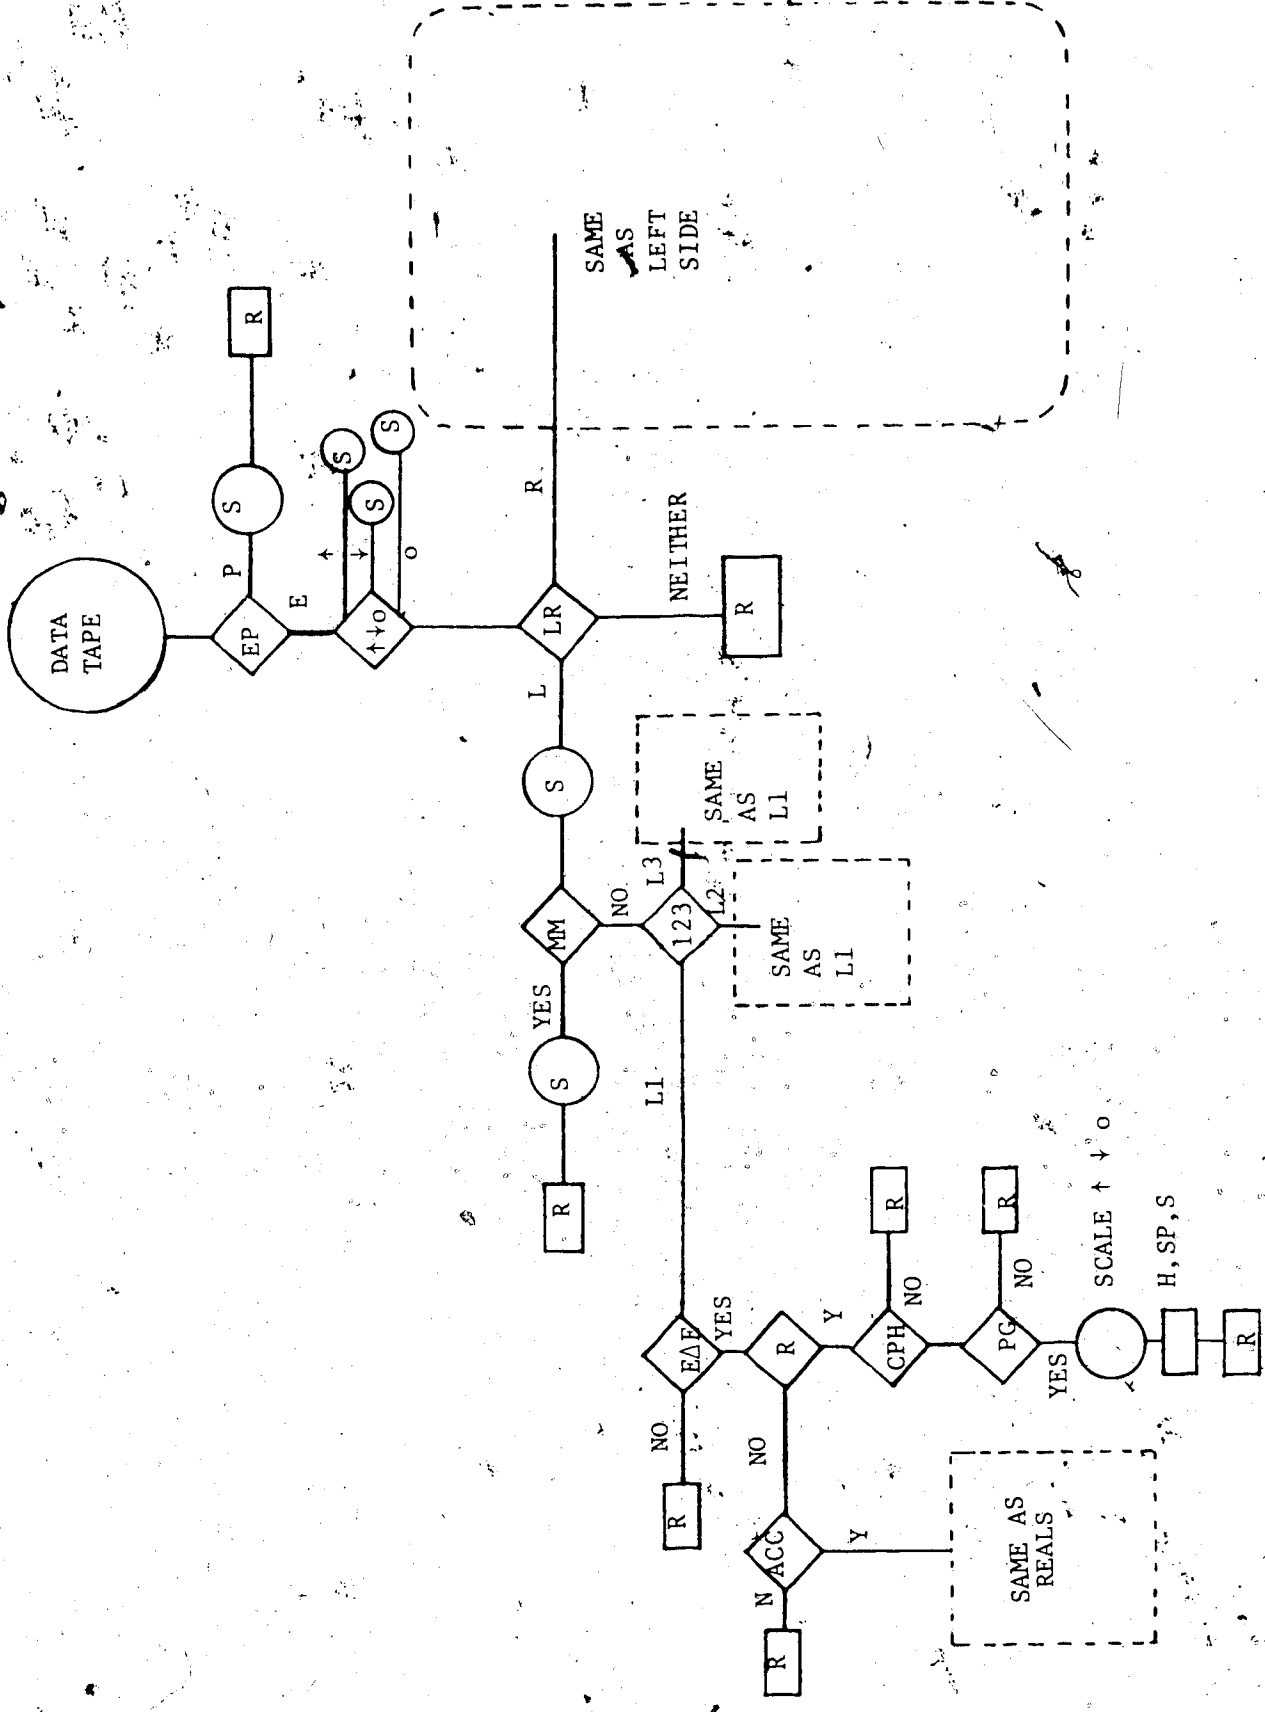 DATA
TAPE
EP
P
S
R
E
↑↓o
↑
S
↓
S
o
S
LR
R
SAME
AS
LEFT
SIDE
NEITHER
R
L
S
MM
YES
S
R
NO
123
L3
SAME
AS
L1
L2
SAME
AS
L1
L1
EΔF
NO
R
YES
R
NO
ACC
N
R
Y
SAME AS
REALS
Y
CPH
NO
R
PG
NO
R
YES
SCALE ↑ ↓ o
H,SP,S
R